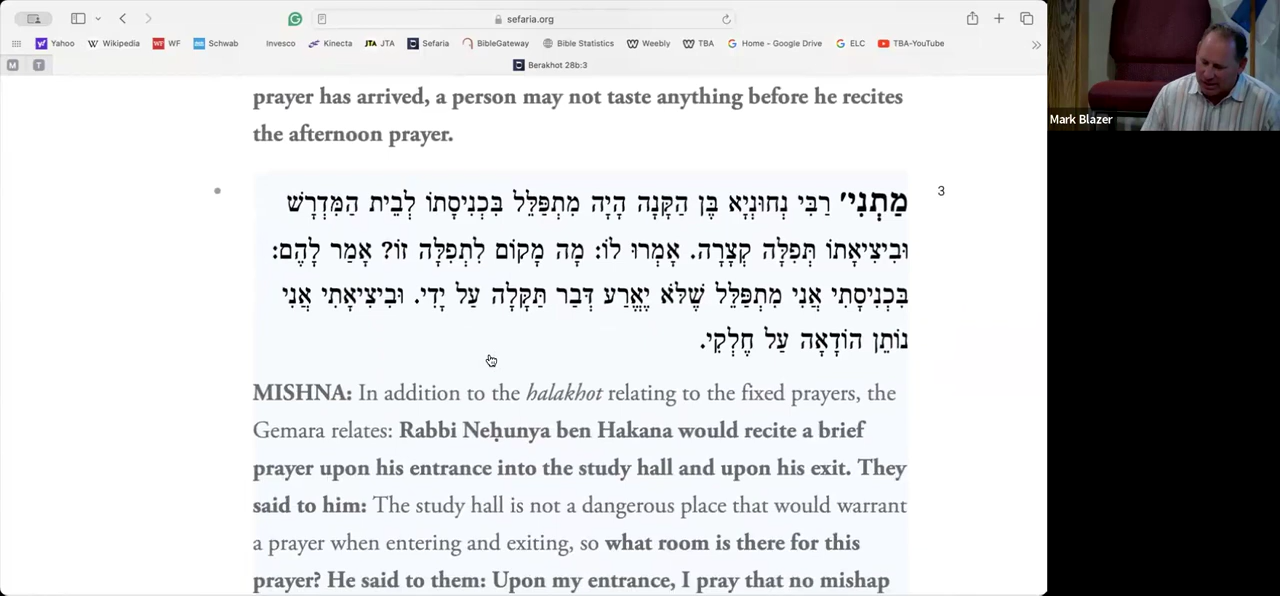 sefaria.org
Yahoo Wikipedia WF Schwab Invesco Kinecta JTA Sefaria BibleGateway Bible Statistics Weebly TBA Home - Google Drive ELC TBA-YouTube
M T Berakhot 28b:3
prayer has arrived, a person may not taste anything before he recites
the afternoon prayer.
Mark Blazer
3
מַתְנִי׳ רַבִּי נְחוּנְיָא בֶּן הַקָּנָה הָיָה מִתְפַּלֵּל בִּכְנִיסָתוֹ לְבֵית הַמִּדְרָשׁ
וּבִיצִיאָתוֹ תְּפִלָּה קְצָרָה. אָמְרוּ לוֹ: מָה מָקוֹם לִתְפִלָּה זוֹ? אָמַר לָהֶם:
בִּכְנִיסָתִי אֲנִי מִתְפַּלֵּל שֶׁלֹּא יֶאֱרַע דְּבַר תַּקָּלָה עַל יָדִי. וּבִיצִיאָתִי אֲנִי
נוֹתֵן הוֹדָאָה עַל חֶלְקִי.
MISHNA: In addition to the halakhot relating to the fixed prayers, the
Gemara relates: Rabbi Neḥunya ben Hakana would recite a brief
prayer upon his entrance into the study hall and upon his exit. They
said to him: The study hall is not a dangerous place that would warrant
a prayer when entering and exiting, so what room is there for this
prayer? He said to them: Upon my entrance, I pray that no mishap